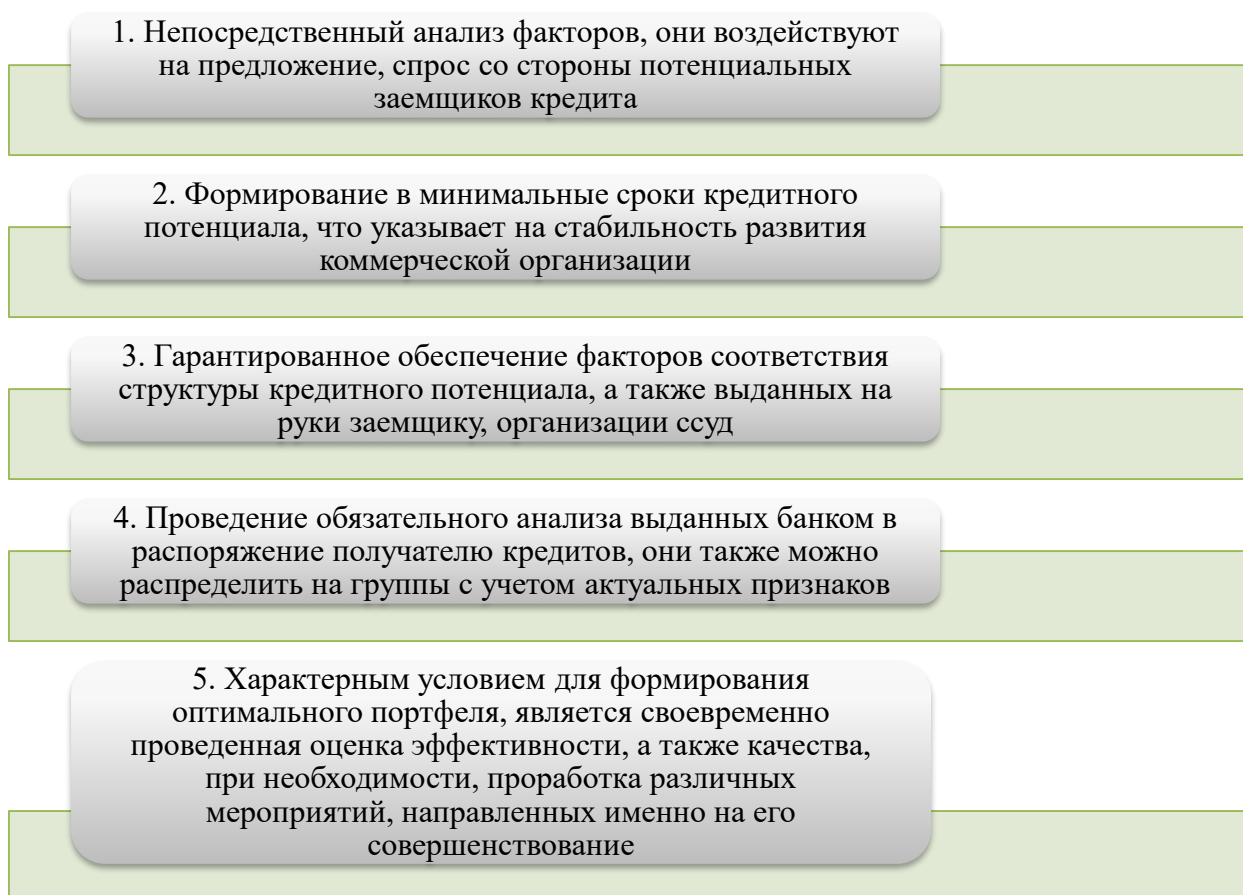 1. Непосредственный анализ факторов, они воздействуют
на предложение, спрос со стороны потенциальных
заемщиков кредита
2. Формирование в минимальные сроки кредитного
потенциала, что указывает на стабильность развития
коммерческой организации
3. Гарантированное обеспечение факторов соответствия
структуры кредитного потенциала, а также выданных на
руки заемщику, организации ссуд
4. Проведение обязательного анализа выданных банком в
распоряжение получателю кредитов, они также можно
распределить на группы с учетом актуальных признаков
5. Характерным условием для формирования
оптимального портфеля, является своевременно
проведенная оценка эффективности, а также качества,
при необходимости, проработка различных
мероприятий, направленных именно на его
совершенствование